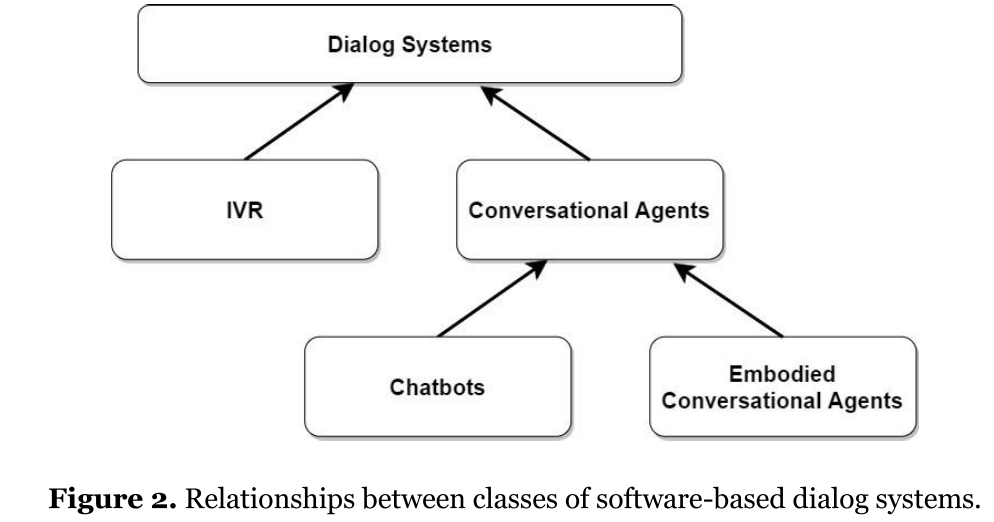 Dialog Systems
IVR
Conversational Agents
Chatbots
Embodied
Conversational Agents
Figure 2. Relationships between classes of software-based dialog systems.